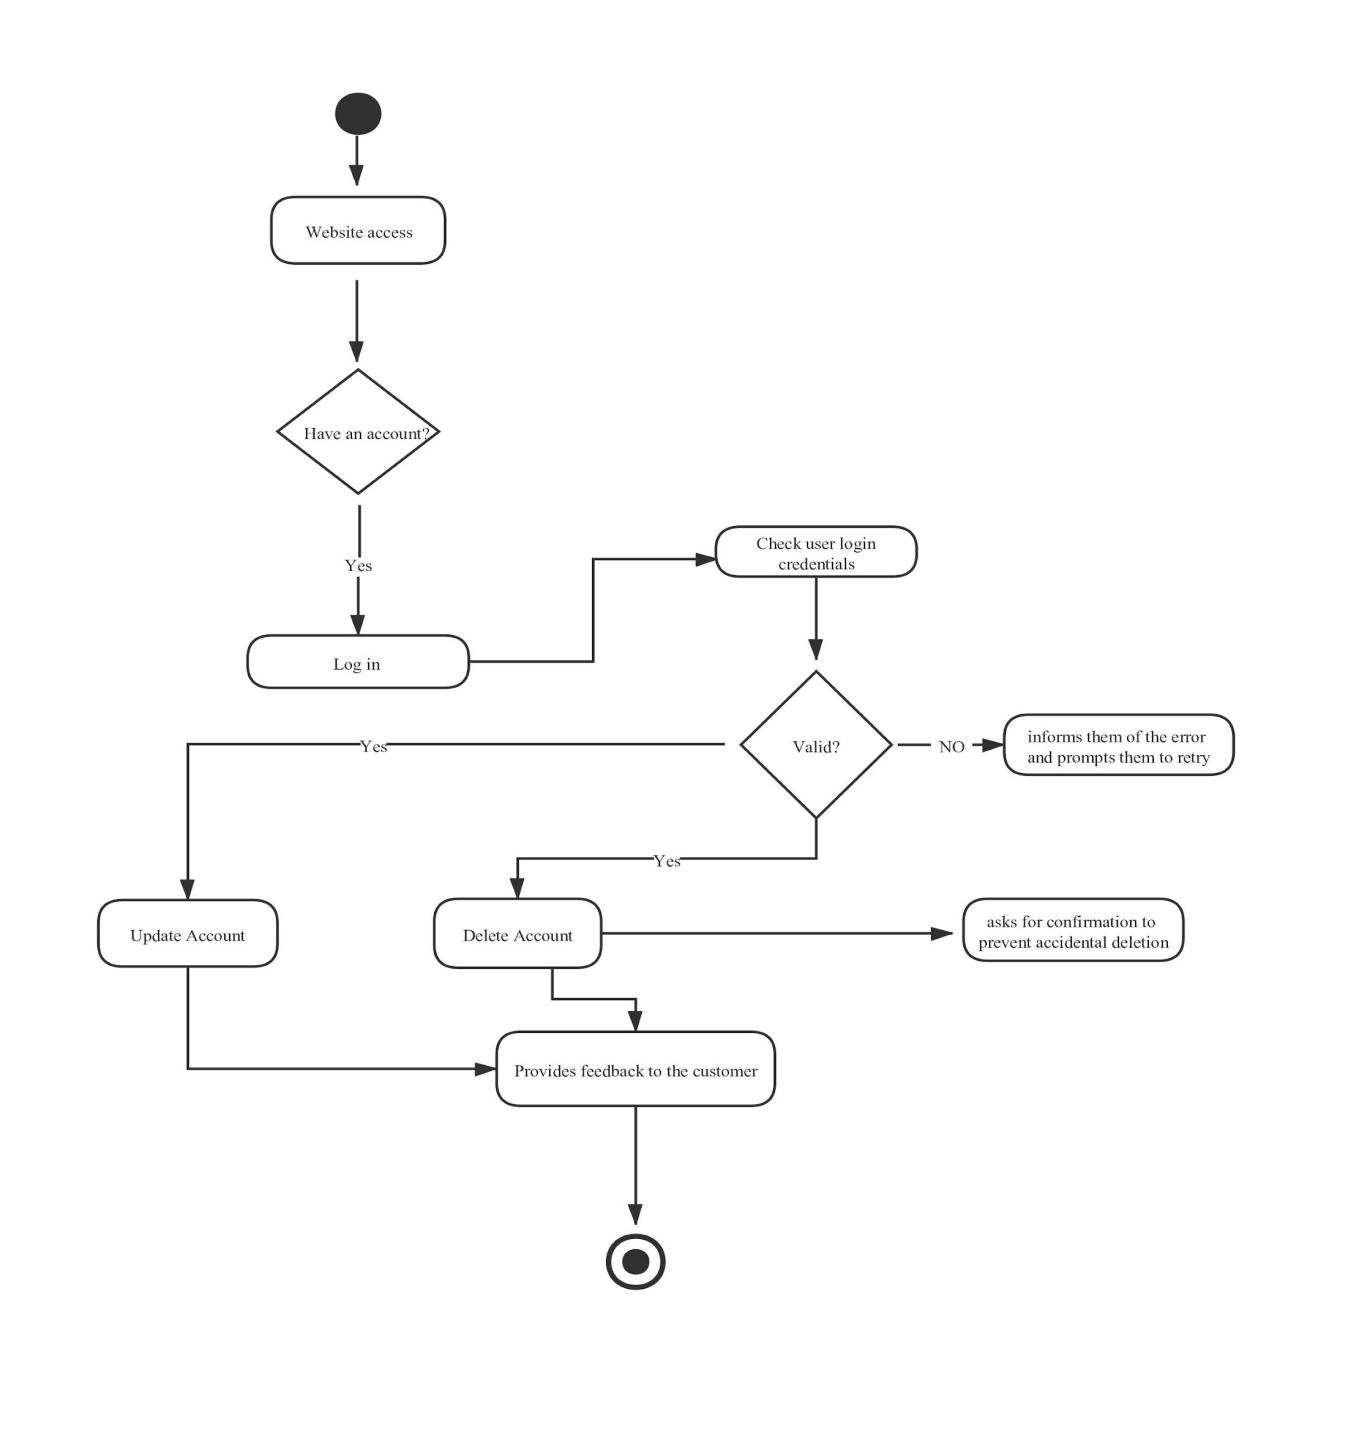 Website access
Have an account?
Yes
Check user login
credentials
Log in
Valid?
NO
informs them of the error
and prompts them to retry
Yes
Yes
Update Account
Delete Account
asks for confirmation to
prevent accidental deletion
Provides feedback to the customer